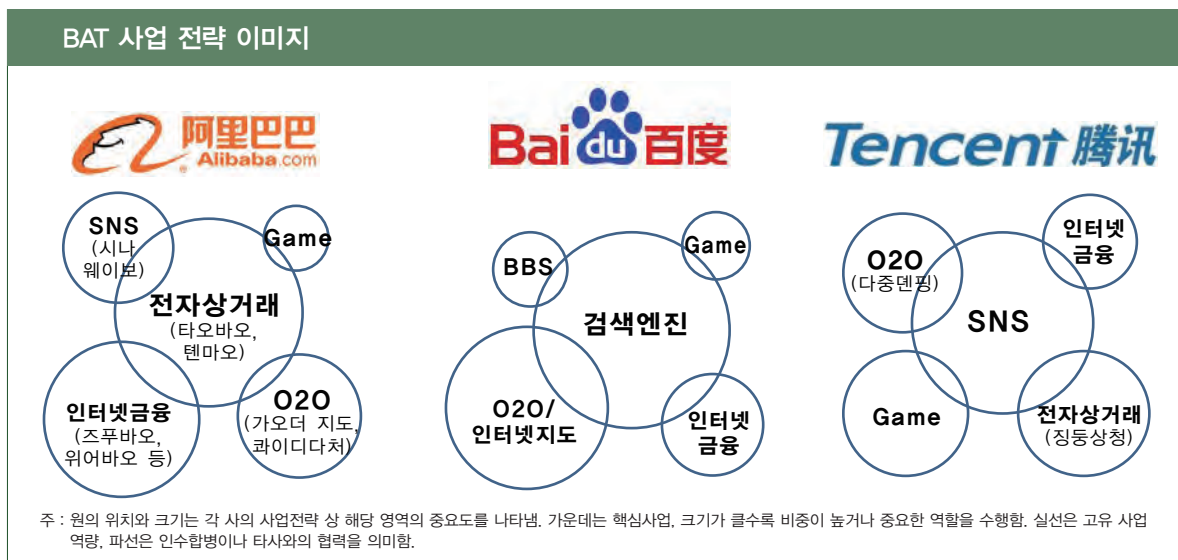 BAT 사업 전략 이미지
阿里巴巴
Alibaba.com
SNS
(시나
웨이보)
Game
전자상거래
(타오바오,
텐마오)
인터넷금융
(즈푸바오,
위어바오 등)
O2O
(가오더 지도,
콰이디다처)
Bai du 百度
BBS
Game
검색엔진
O2O/
인터넷지도
인터넷
금융
Tencent 腾讯
O2O
(다중뎬핑)
인터넷
금융
SNS
Game
전자상거래
(징둥상청)
주 : 원의 위치와 크기는 각 사의 사업전략 상 해당 영역의 중요도를 나타냄. 가운데는 핵심사업, 크기가 클수록 비중이 높거나 중요한 역할을 수행함. 실선은 고유 사업
역량, 파선은 인수합병이나 타사와의 협력을 의미함.